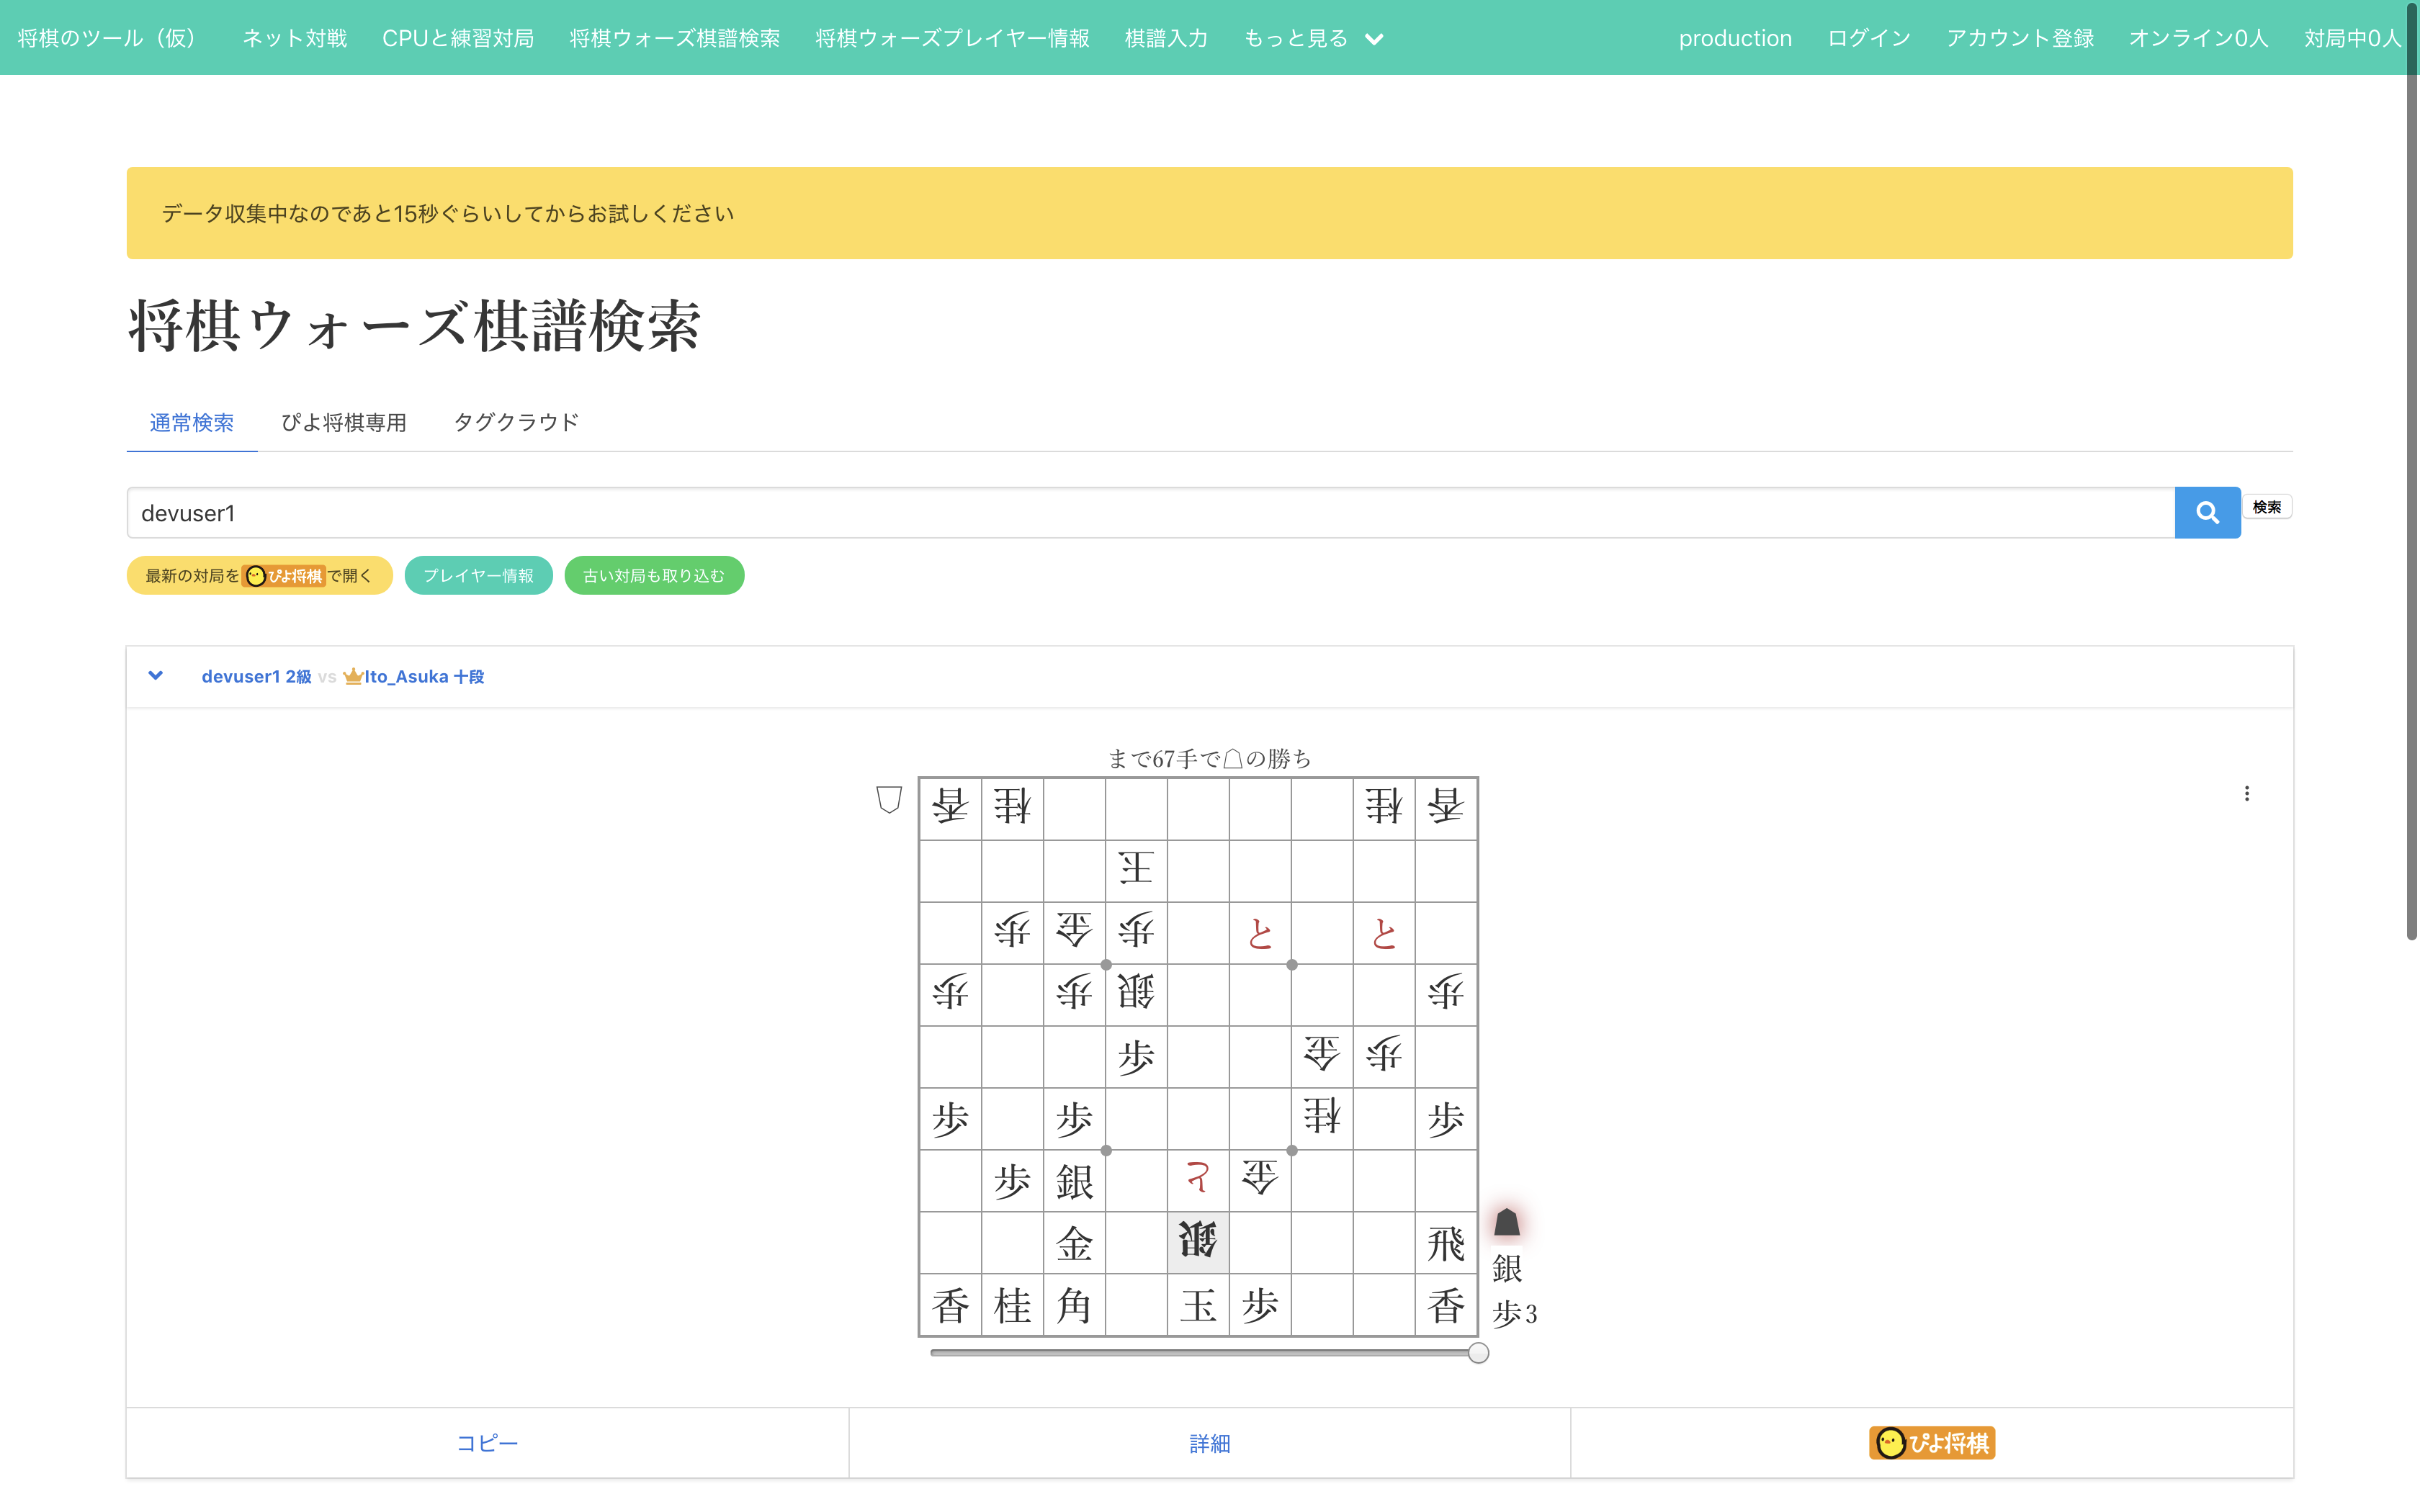 将棋のツール（仮） ネット対戦 CPUと練習対局 将棋ウォーズ棋譜検索 将棋ウォーズプレイヤー情報 棋譜入力 もっと見る production ログイン アカウント登録 オンライン0人 対局中0人
データ収集中なのであと15秒ぐらいしてからお試しください
将棋ウォーズ棋譜検索
通常検索 ぴよ将棋専用 タグクラウド
devuser1 検索
最新の対局をぴよ将棋で開く プレイヤー情報 古い対局も取り込む
devuser1 2級 vs Ito_Asuka 十段
まで67手で☖の勝ち
香 桂 桂 香
王
歩 金 歩 と と
歩 歩 銀 歩
歩 金 歩
歩 歩 桂 歩
歩 銀 と 金
金 銀 飛
香 桂 角 玉 歩 香
銀
歩3
コピー 詳細 ぴよ将棋